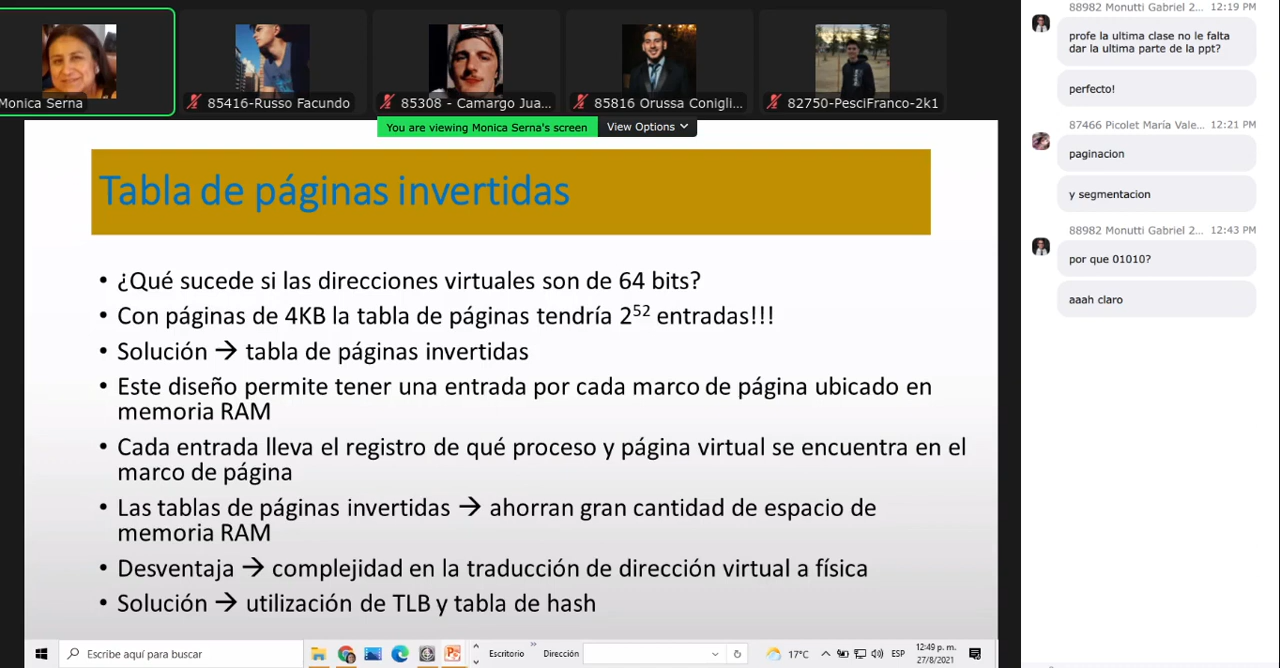 Monica Serna
85416-Russo Facundo
85308 - Camargo Jua...
85816 Orussa Conigli...
82750-PesciFranco-2k1
You are viewing Monica Serna's screen
View Options
Tabla de páginas invertidas
• ¿Qué sucede si las direcciones virtuales son de 64 bits?
• Con páginas de 4KB la tabla de páginas tendría 2⁵² entradas!!!
• Solución → tabla de páginas invertidas
• Este diseño permite tener una entrada por cada marco de página ubicado en
memoria RAM
• Cada entrada lleva el registro de qué proceso y página virtual se encuentra en el
marco de página
• Las tablas de páginas invertidas → ahorran gran cantidad de espacio de
memoria RAM
• Desventaja → complejidad en la traducción de dirección virtual a física
• Solución → utilización de TLB y tabla de hash
Escribe aquí para buscar
Escritorio
Dirección
17°C
ESP
12:49 p. m.
27/8/2021
88982 Monutti Gabriel 2... 12:19 PM
profe la ultima clase no le falta
dar la ultima parte de la ppt?
perfecto!
87466 Picolet María Vale... 12:21 PM
paginacion
y segmentacion
88982 Monutti Gabriel 2... 12:43 PM
por que 01010?
aaah claro